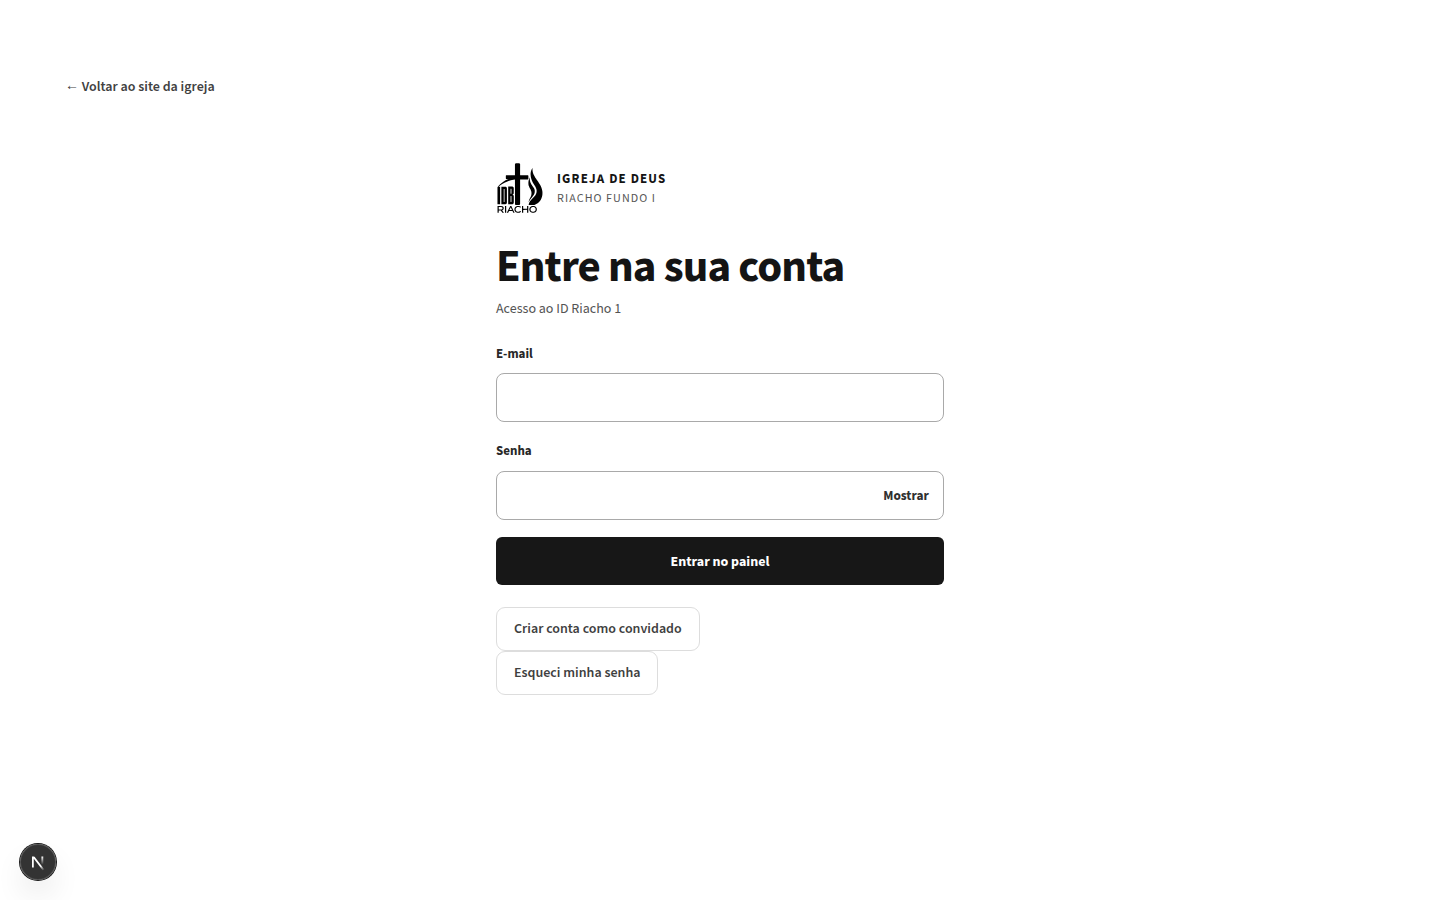 ← Voltar ao site da igreja
IDB
RIACHO
IGREJA DE DEUS
RIACHO FUNDO I
Entre na sua conta
Acesso ao ID Riacho 1
E-mail
Senha
Mostrar
Entrar no painel
Criar conta como convidado
Esqueci minha senha
N